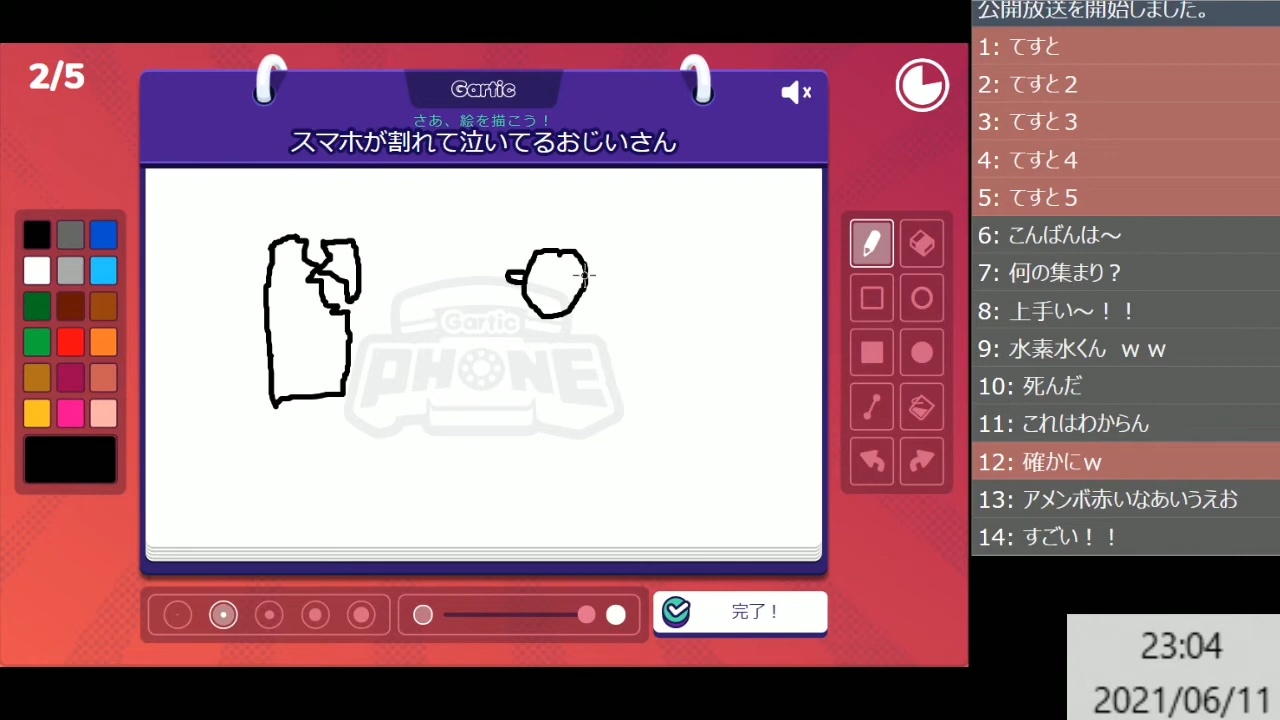 2/5
Gartic
さあ、絵を描こう！
スマホが割れて泣いてるおじいさん
Gartic
PHONE
完了！
公開放送を開始しました。
1: てすと
2: てすと２
3: てすと３
4: てすと４
5: てすと５
6: こんばんは～
7: 何の集まり？
8: 上手い～！！
9: 水素水くん　ｗｗ
10: 死んだ
11: これはわからん
12: 確かにｗ
13: アメンボ赤いなあいうえお
14: すごい！！
23:04
2021/06/11